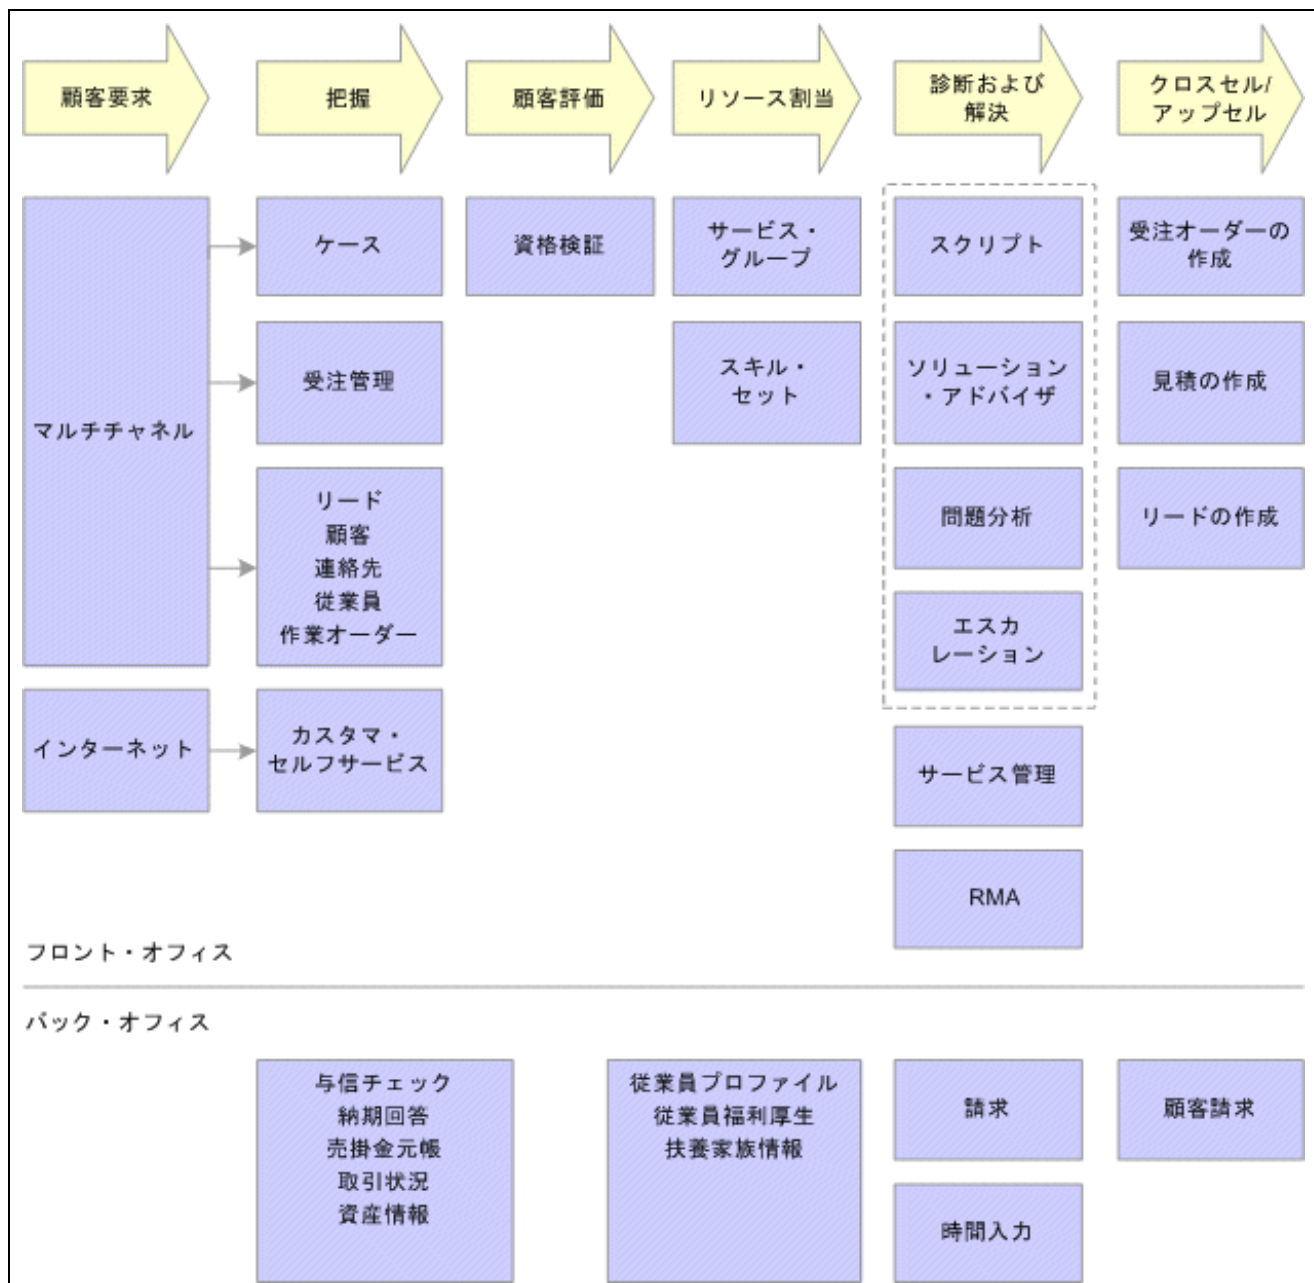 顧客要求
把握
顧客評価
リソース割当
診断および
解決
クロスセル/
アップセル
マルチチャネル
ケース
資格検証
サービス・
グループ
スクリプト
受注オーダーの
作成
受注管理
スキル・
セット
ソリューション
・アドバイザ
見積の作成
リード
顧客
連絡先
従業員
作業オーダー
問題分析
リードの作成
エスカ
レーション
インターネット
カスタマ・
セルフサービス
サービス管理
RMA
フロント・オフィス
バック・オフィス
与信チェック
納期回答
売掛金元帳
取引状況
資産情報
従業員プロファイル
従業員福利厚生
扶養家族情報
請求
顧客請求
時間入力